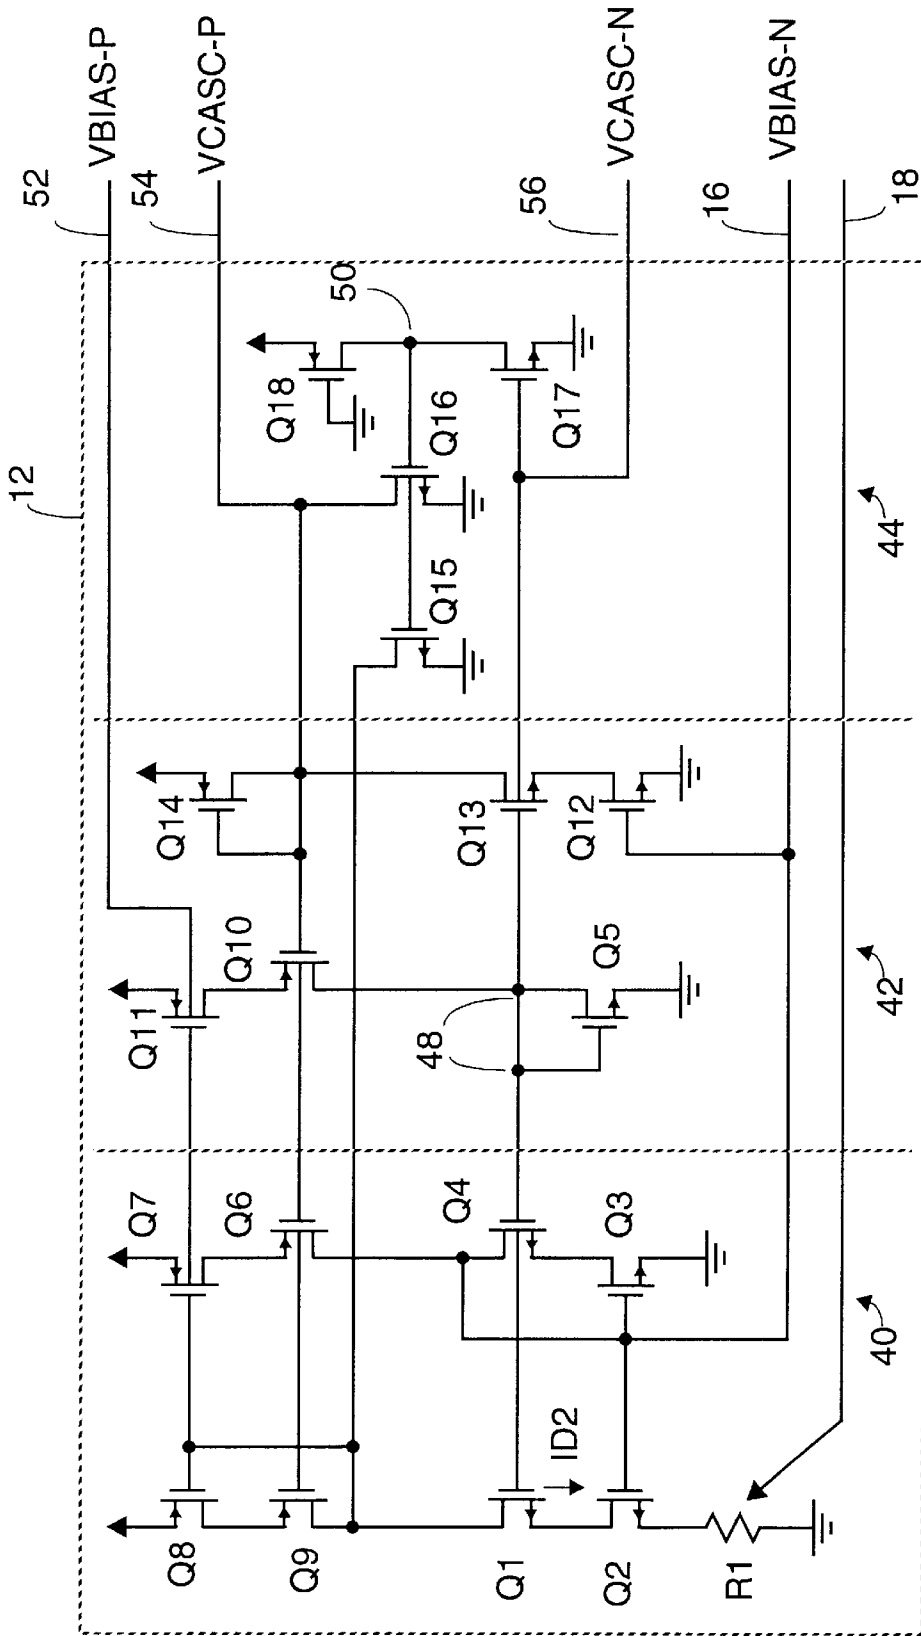 12
52
VBIAS-P
54
VCASC-P
56
VCASC-N
16
VBIAS-N
18
Q8
Q7
Q11
Q14
Q18
50
Q9
Q6
Q10
Q15
Q16
Q1
ID2
Q4
48
Q13
Q17
Q2
Q3
Q5
Q12
R1
40
42
44